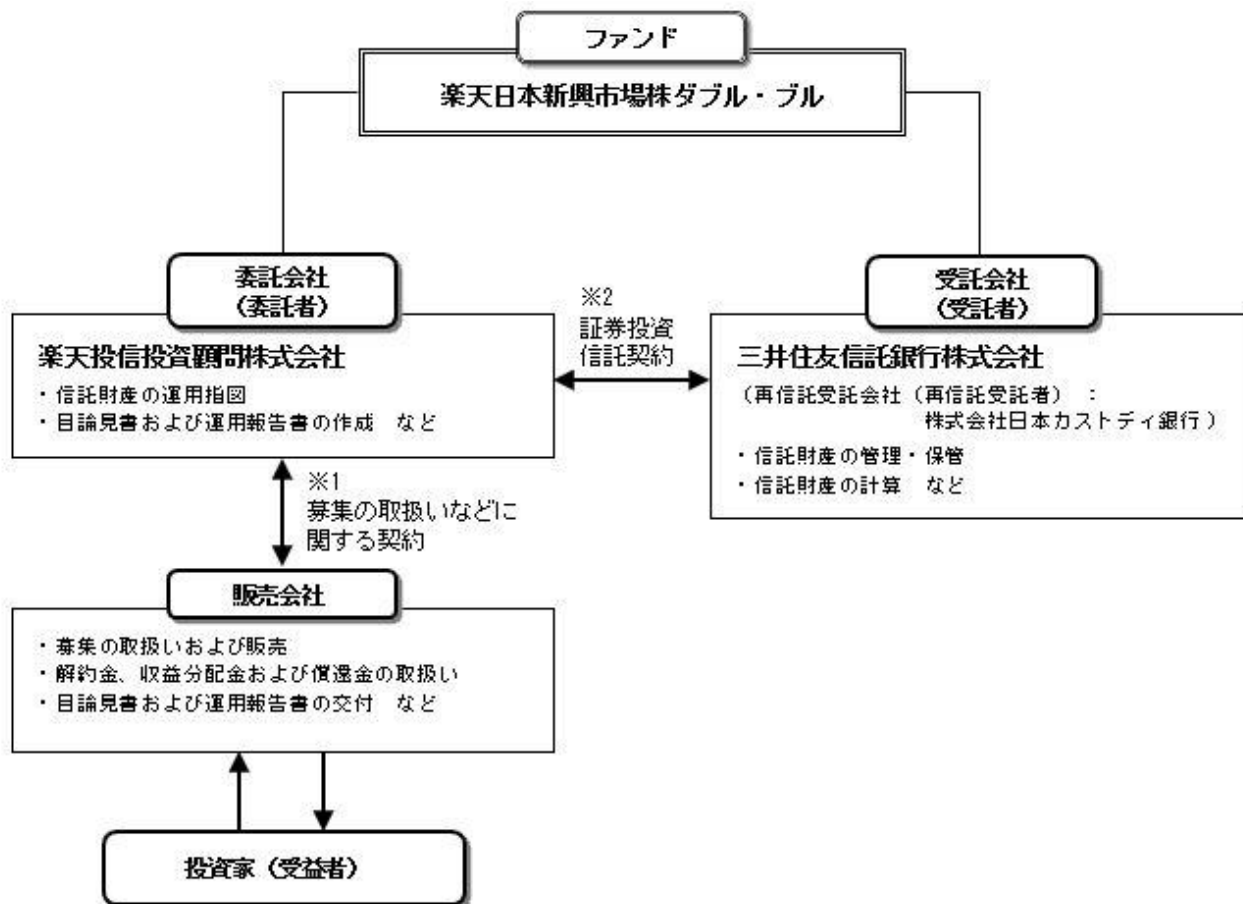 ファンド
楽天日本新興市場株ダブル・ブル
委託会社
(委託者)
楽天投信投資顧問株式会社
・信託財産の運用指図
・目論見書および運用報告書の作成 など
※2
証券投資
信託契約
受託会社
(受託者)
三井住友信託銀行株式会社
(再信託受託会社(再信託受託者) :
株式会社日本カストディ銀行)
・信託財産の管理・保管
・信託財産の計算 など
※1
募集の取扱いなどに
関する契約
販売会社
・募集の取扱いおよび販売
・解約金、収益分配金および償還金の取扱い
・目論見書および運用報告書の交付 など
投資家(受益者)